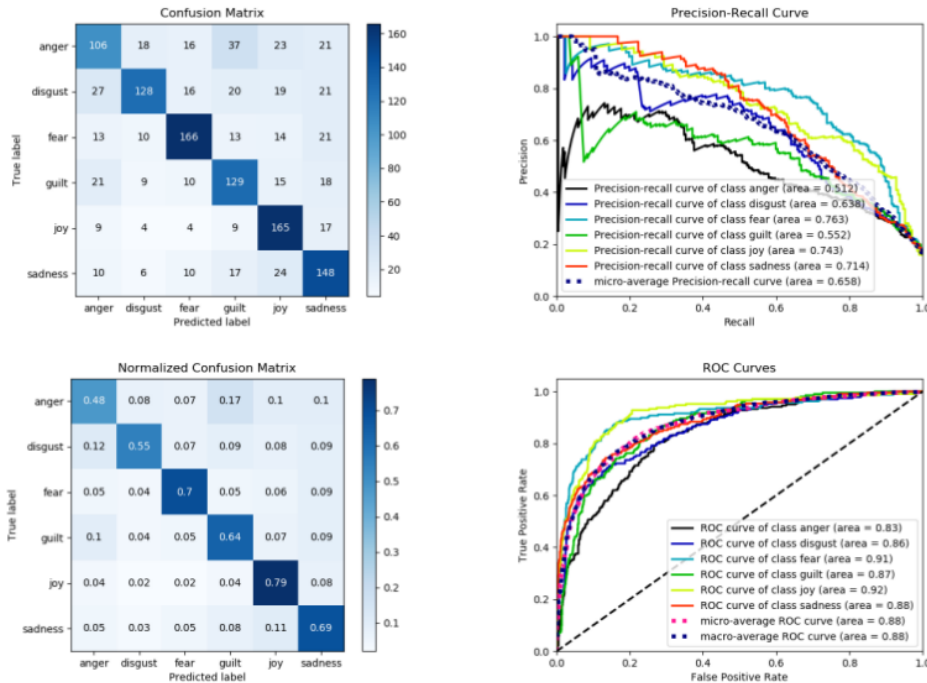 Confusion Matrix
anger 106 18 16 37 23 21
disgust 27 128 16 20 19 21
fear 13 10 166 13 14 21
guilt 21 9 10 129 15 18
joy 9 4 4 9 165 17
sadness 10 6 10 17 24 148
anger disgust fear guilt joy sadness
True label
Predicted label
160
140
120
100
80
60
40
20
Precision-Recall Curve
1.0
0.8
0.6
0.4
0.2
0.0
Precision
Precision-recall curve of class anger (area = 0.512)
Precision-recall curve of class disgust (area = 0.638)
Precision-recall curve of class fear (area = 0.763)
Precision-recall curve of class guilt (area = 0.552)
Precision-recall curve of class joy (area = 0.743)
Precision-recall curve of class sadness (area = 0.714)
micro-average Precision-recall curve (area = 0.658)
0.0 0.2 0.4 0.6 0.8 1.0
Recall
Normalized Confusion Matrix
anger 0.48 0.08 0.07 0.17 0.1 0.1
disgust 0.12 0.55 0.07 0.09 0.08 0.09
fear 0.05 0.04 0.7 0.05 0.06 0.09
guilt 0.1 0.04 0.05 0.64 0.07 0.09
joy 0.04 0.02 0.02 0.04 0.79 0.08
sadness 0.05 0.03 0.05 0.08 0.11 0.69
anger disgust fear guilt joy sadness
True label
Predicted label
0.7
0.6
0.5
0.4
0.3
0.2
0.1
ROC Curves
1.0
0.8
0.6
0.4
0.2
0.0
True Positive Rate
ROC curve of class anger (area = 0.83)
ROC curve of class disgust (area = 0.86)
ROC curve of class fear (area = 0.91)
ROC curve of class guilt (area = 0.87)
ROC curve of class joy (area = 0.92)
ROC curve of class sadness (area = 0.88)
micro-average ROC curve (area = 0.88)
macro-average ROC curve (area = 0.88)
0.0 0.2 0.4 0.6 0.8 1.0
False Positive Rate